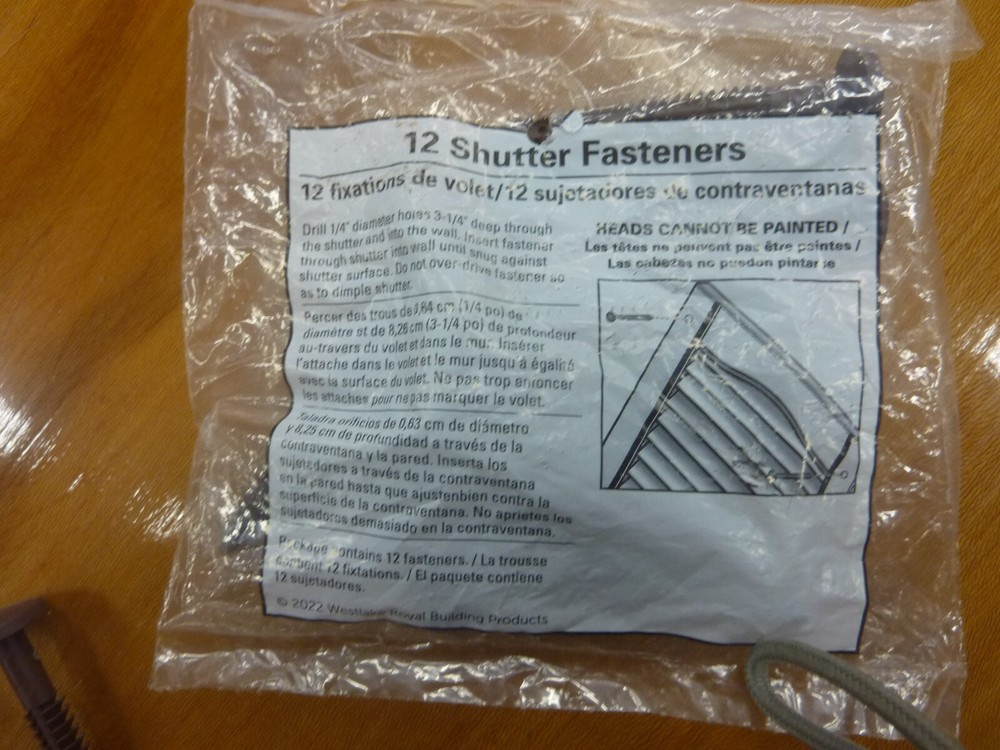 12 Shutter Fasteners
12 fixations de volet/12 sujetadores de contraventanas
Drill 1/4" diameter holes 3-1/4" deep through
the shutter and into the wall. Insert fastener
through shutter into wall until snug against
shutter surface. Do not over-drive fastener so
as to dimple shutter.
Percer des trous de 0,64 cm (1/4 po) de
diamètre et de 8,26 cm (3-1/4 po) de profondeur
au-travers du volet et dans le mur. Insérer
l'attache dans le volet et le mur jusqu'à égalité
avec la surface du volet. Ne pas trop enfoncer
les attaches pour ne pas marquer le volet.
Taladra orificios de 0,63 cm de diámetro
y 8,25 cm de profundidad a través de la
contraventana y la pared. Inserta los
sujetadores a través de la contraventana
en la pared hasta que ajustenbien contra la
superficie de la contraventana. No aprietes los
sujetadores demasiado en la contraventana.
Package contains 12 fasteners. / La trousse
contient 12 fixtations. / El paquete contiene
12 sujetadores.
© 2022 Westlake Royal Building Products
HEADS CANNOT BE PAINTED /
Les têtes ne peuvent pas être peintes /
Las cabezas no puedon pintarse